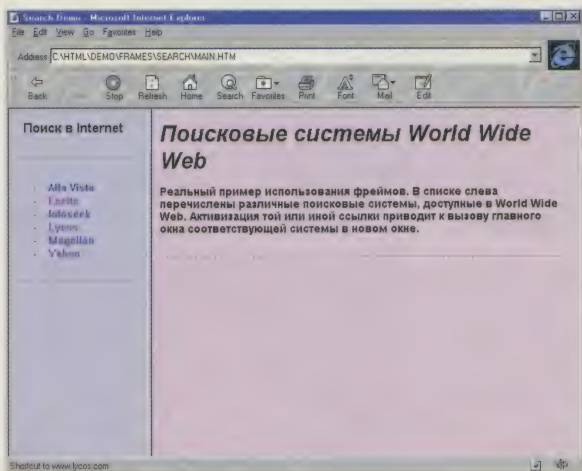 Search Demo - Microsoft Internet Explorer
File Edit View Go Favorites Help
Address C:\HTML\DEMO\FRAMES\SEARCH\MAIN.HTM
Back Stop Refresh Home Search Favorites Print Font Mail Edit
Поиск в Internet
Alta Vista
Excite
Infoseek
Lycos
Magellan
Yahoo
Поисковые системы World Wide
Web
Реальный пример использования фреймов. В списке слева
перечислены различные поисковые системы, доступные в World Wide
Web. Активизация той или иной ссылки приводит к вызову главного
окна соответствующей системы в новом окне.
Shortcut to www.lycos.com